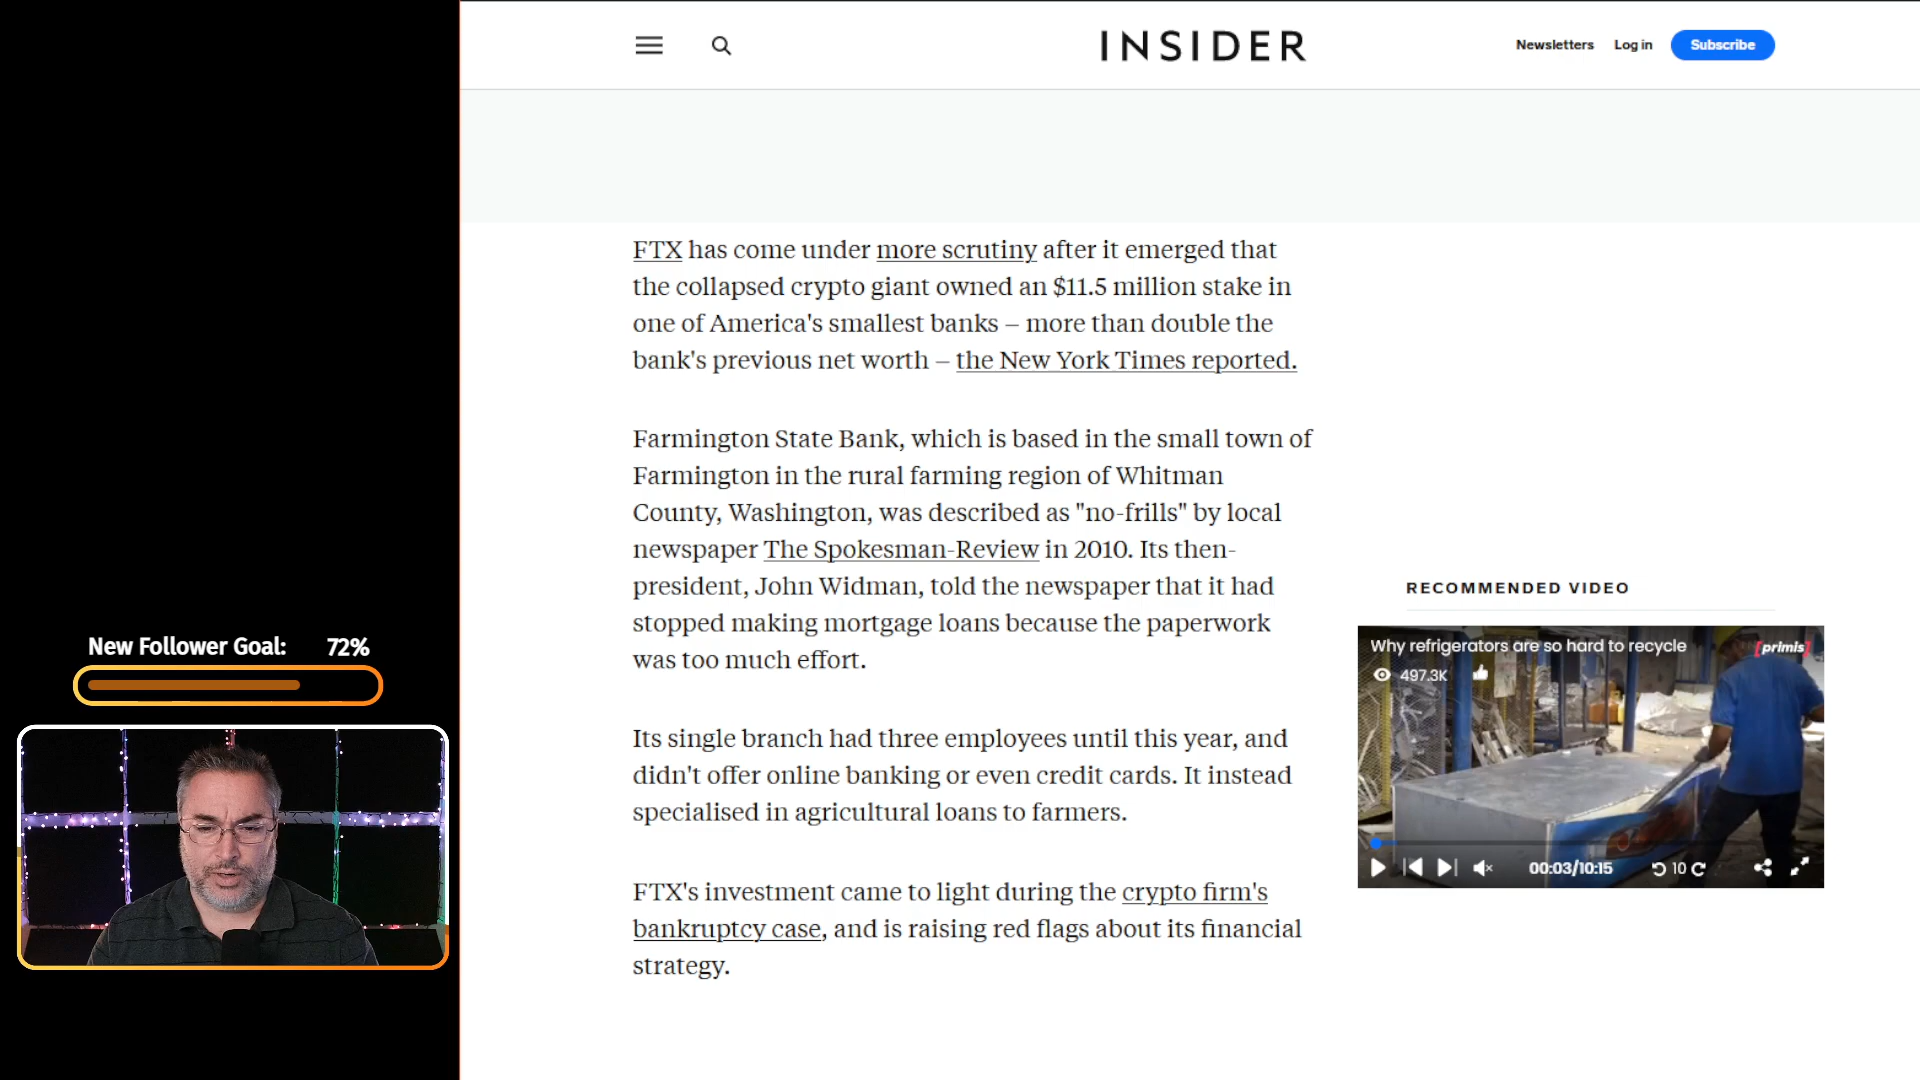 INSIDER
Newsletters Log in Subscribe
FTX has come under more scrutiny after it emerged that
the collapsed crypto giant owned an $11.5 million stake in
one of America's smallest banks – more than double the
bank's previous net worth – the New York Times reported.
Farmington State Bank, which is based in the small town of
Farmington in the rural farming region of Whitman
County, Washington, was described as "no-frills" by local
newspaper The Spokesman-Review in 2010. Its then-
president, John Widman, told the newspaper that it had
stopped making mortgage loans because the paperwork
was too much effort.
Its single branch had three employees until this year, and
didn't offer online banking or even credit cards. It instead
specialised in agricultural loans to farmers.
FTX's investment came to light during the crypto firm's
bankruptcy case, and is raising red flags about its financial
strategy.
RECOMMENDED VIDEO
Why refrigerators are so hard to recycle
[primis]
497.3K
00:03/10:15
10
New Follower Goal: 72%